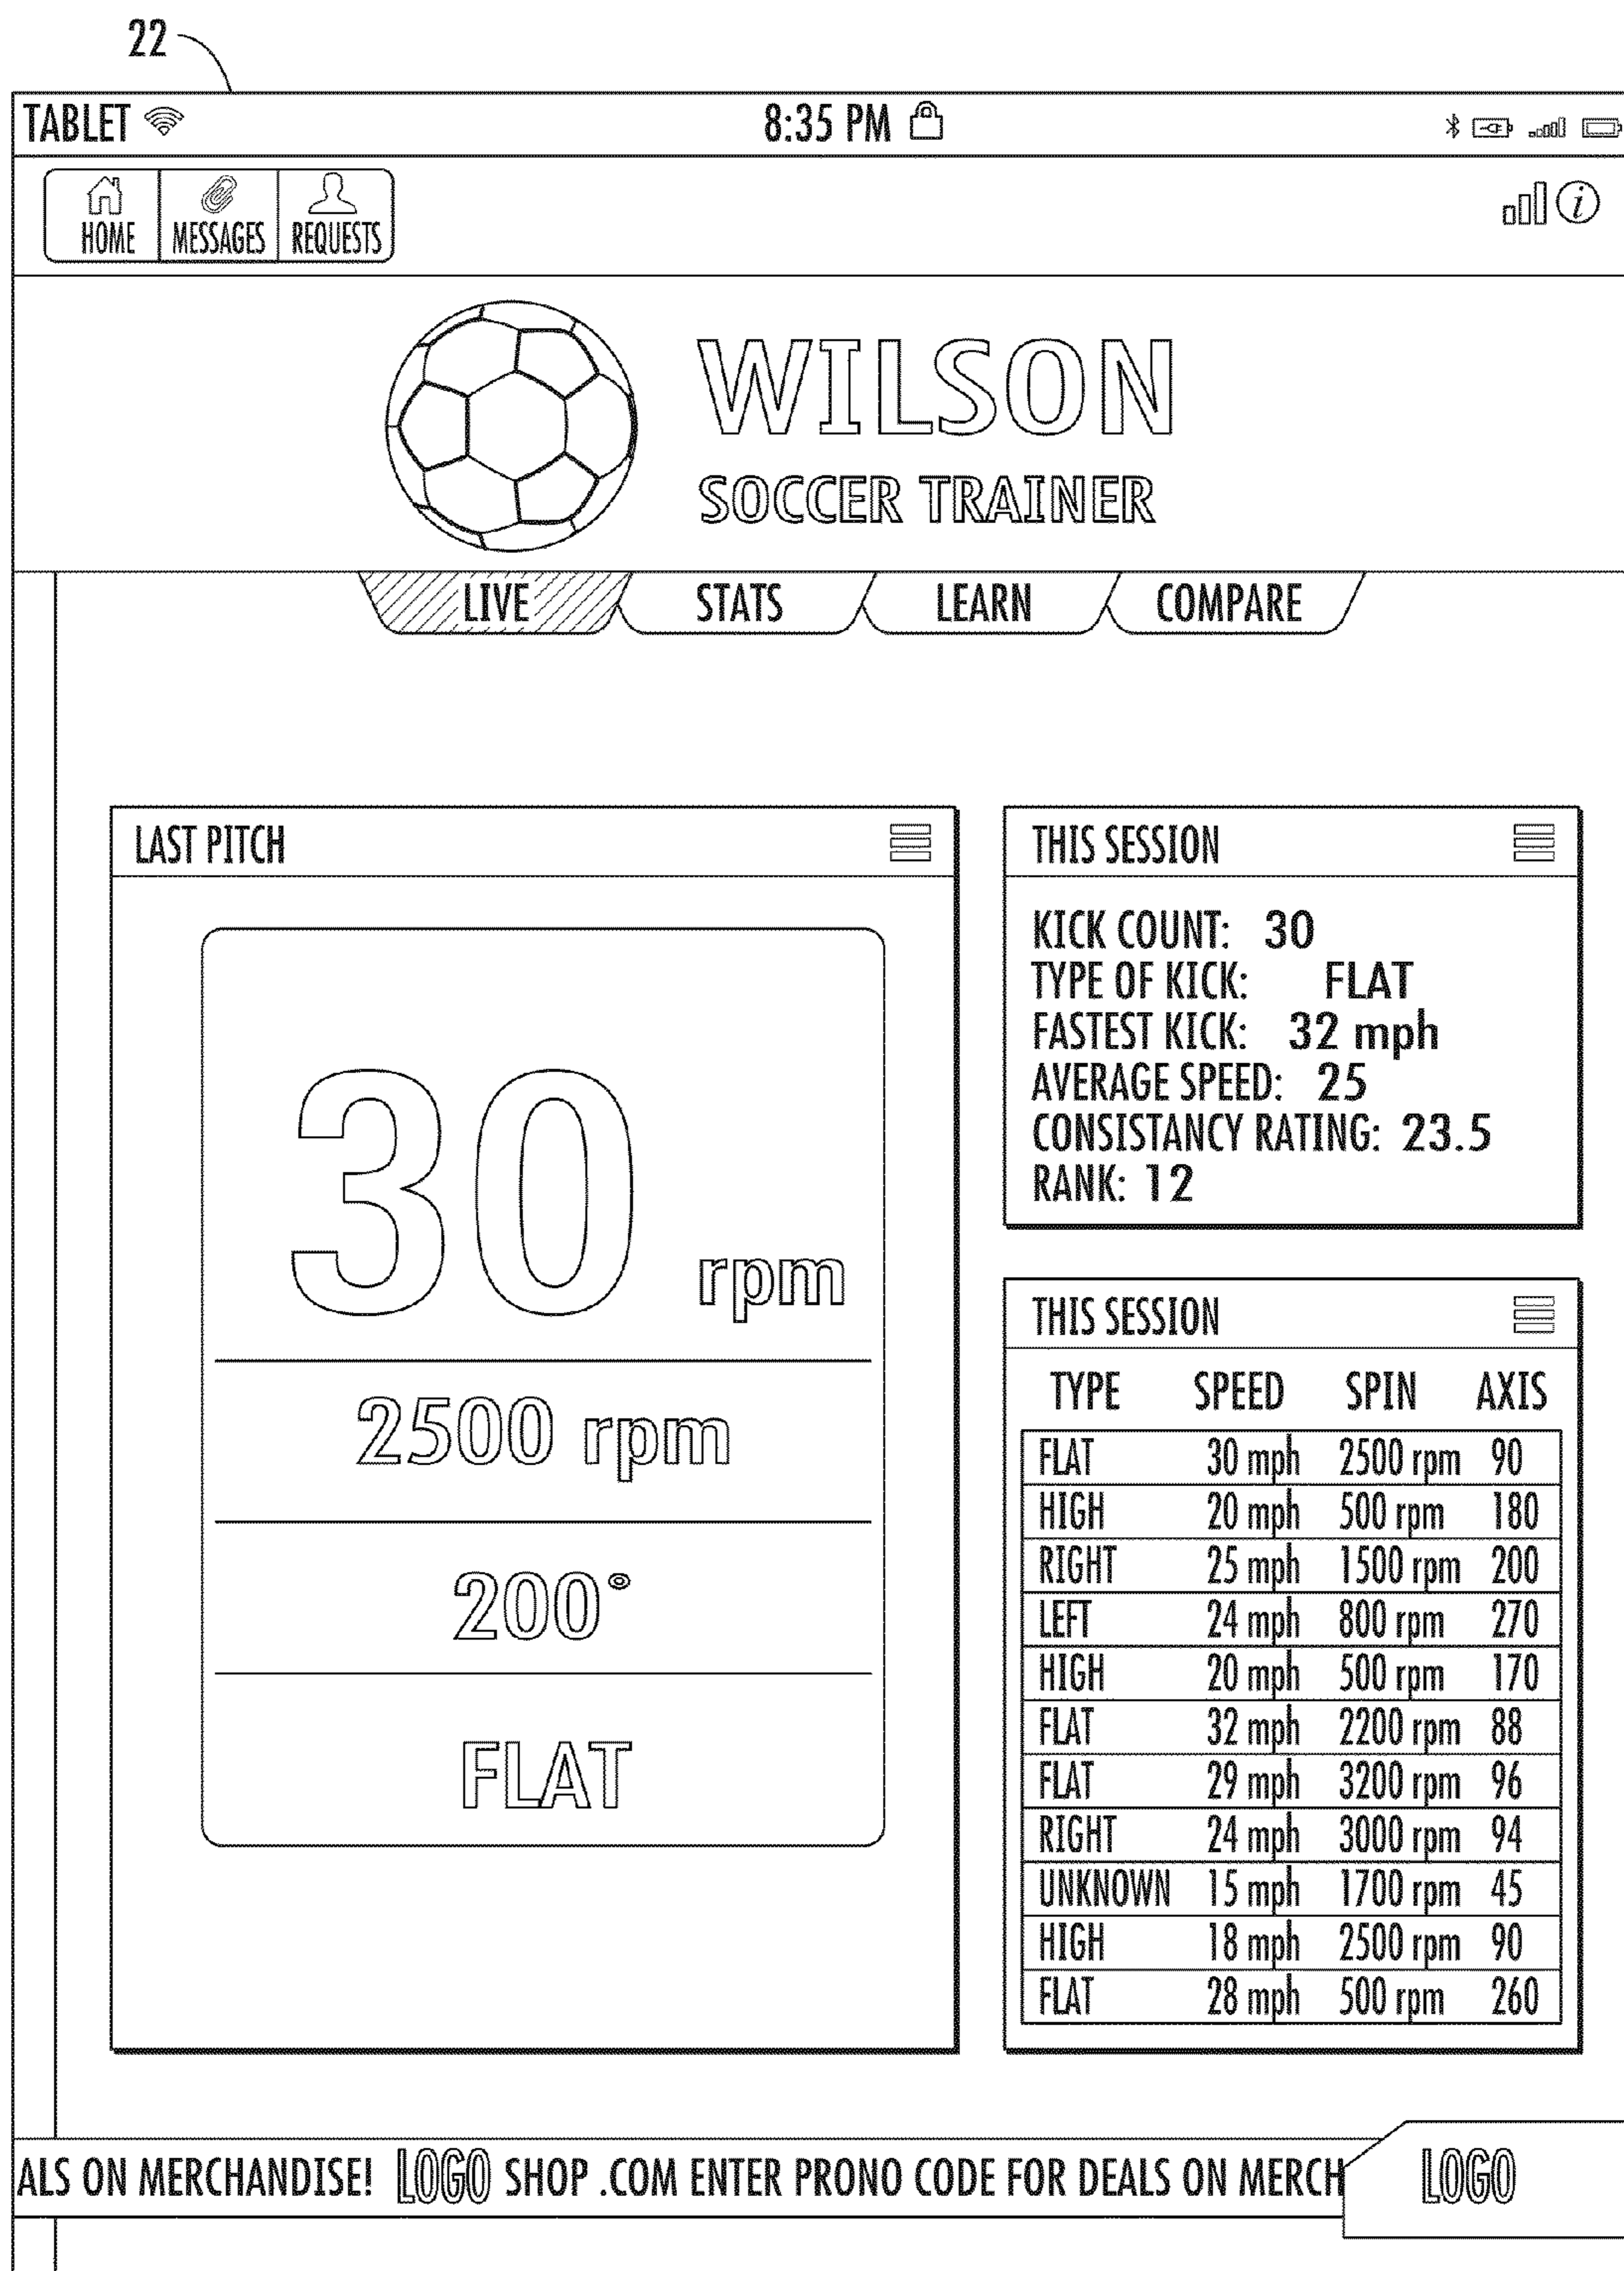 22
TABLET 8:35 PM
HOME MESSAGES REQUESTS
i
WILSON
SOCCER TRAINER
LIVE STATS LEARN COMPARE
LAST PITCH
30 rpm
2500 rpm
200°
FLAT
THIS SESSION
KICK COUNT: 30
TYPE OF KICK: FLAT
FASTEST KICK: 32 mph
AVERAGE SPEED: 25
CONSISTANCY RATING: 23.5
RANK: 12
THIS SESSION
TYPE SPEED SPIN AXIS
FLAT 30 mph 2500 rpm 90
HIGH 20 mph 500 rpm 180
RIGHT 25 mph 1500 rpm 200
LEFT 24 mph 800 rpm 270
HIGH 20 mph 500 rpm 170
FLAT 32 mph 2200 rpm 88
FLAT 29 mph 3200 rpm 96
RIGHT 24 mph 3000 rpm 94
UNKNOWN 15 mph 1700 rpm 45
HIGH 18 mph 2500 rpm 90
FLAT 28 mph 500 rpm 260
ALS ON MERCHANDISE! LOGO SHOP .COM ENTER PRONO CODE FOR DEALS ON MERCH LOGO